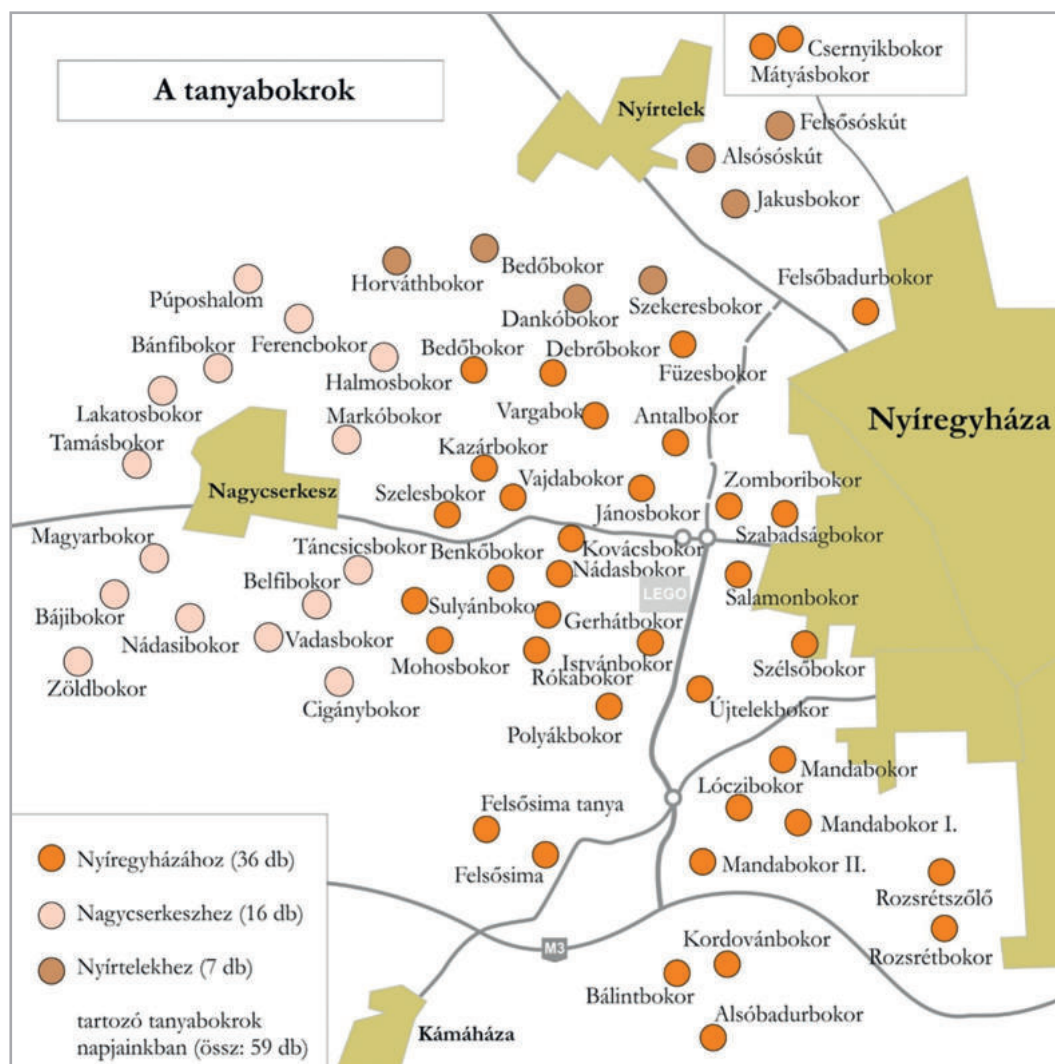 A tanyabokrok
Csernyikbokor
Mátyásbokor
Nyírtelek
Felsősóskút
Alsósóskút
Jakusbokor
Bedőbokor
Horváthbokor
Felsőbadurbokor
Púposhalom
Szekeresbokor
Dankóbokor
Ferencbokor
Bánfibokor
Bedőbokor
Debrőbokor
Halmosbokor
Füzesbokor
Lakatosbokor
Markóbokor
Vargabok
Antalbokor
Nyíregyháza
Tamásbokor
Kazárbokor
Vajdabokor
Zomboribokor
Nagycserkesz
Szelesbokor
Jánosbokor
Szabadságbokor
Magyarbokor
Táncsicsbokor
Benkőbokor
Kovácsbokor
Nádasbokor
Belfibokor
LEGO
Salamonbokor
Bájibokor
Sulyánbokor
Gerhátbokor
Nádasibokor
Vadasbokor
Mohosbokor
Istvánbokor
Szélsőbokor
Rókabokor
Zöldbokor
Cigánybokor
Újtelekbokor
Polyákbokor
Mandabokor
Lóczibokor
Felsősima tanya
Mandabokor I.
Felsősima
Mandabokor II.
Rozsrétszőlő
Kordovánbokor
M3
Rozsrétbokor
Bálintbokor
Alsóbadurbokor
Kámáháza
Nyíregyházához (36 db)
Nagycserkeszhez (16 db)
Nyírtelekhez (7 db)
tartozó tanyabokrok
napjainkban (össz: 59 db)